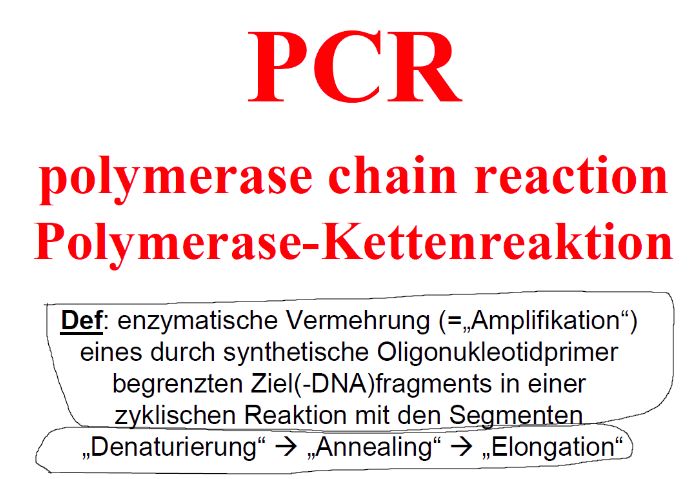 PCR
polymerase chain reaction
Polymerase-Kettenreaktion
Def: enzymatische Vermehrung (=„Amplifikation“)
eines durch synthetische Oligonukleotidprimer
begrenzten Ziel(-DNA)fragments in einer
zyklischen Reaktion mit den Segmenten
„Denaturierung“ → „Annealing“ → „Elongation“